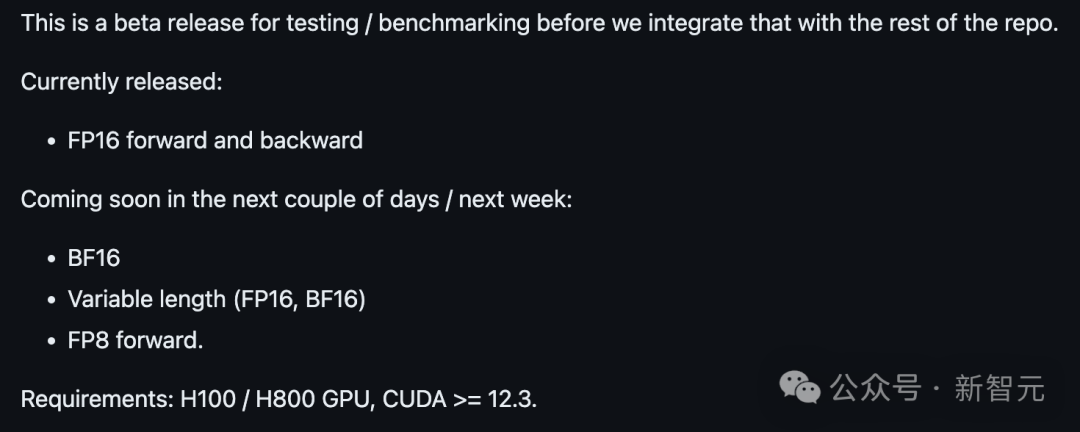 This is a beta release for testing / benchmarking before we integrate that with the rest of the repo.
Currently released:
• FP16 forward and backward
Coming soon in the next couple of days / next week:
• BF16
• Variable length (FP16, BF16)
• FP8 forward.
Requirements: H100 / H800 GPU, CUDA >= 12.3.
公众号 · 新智元